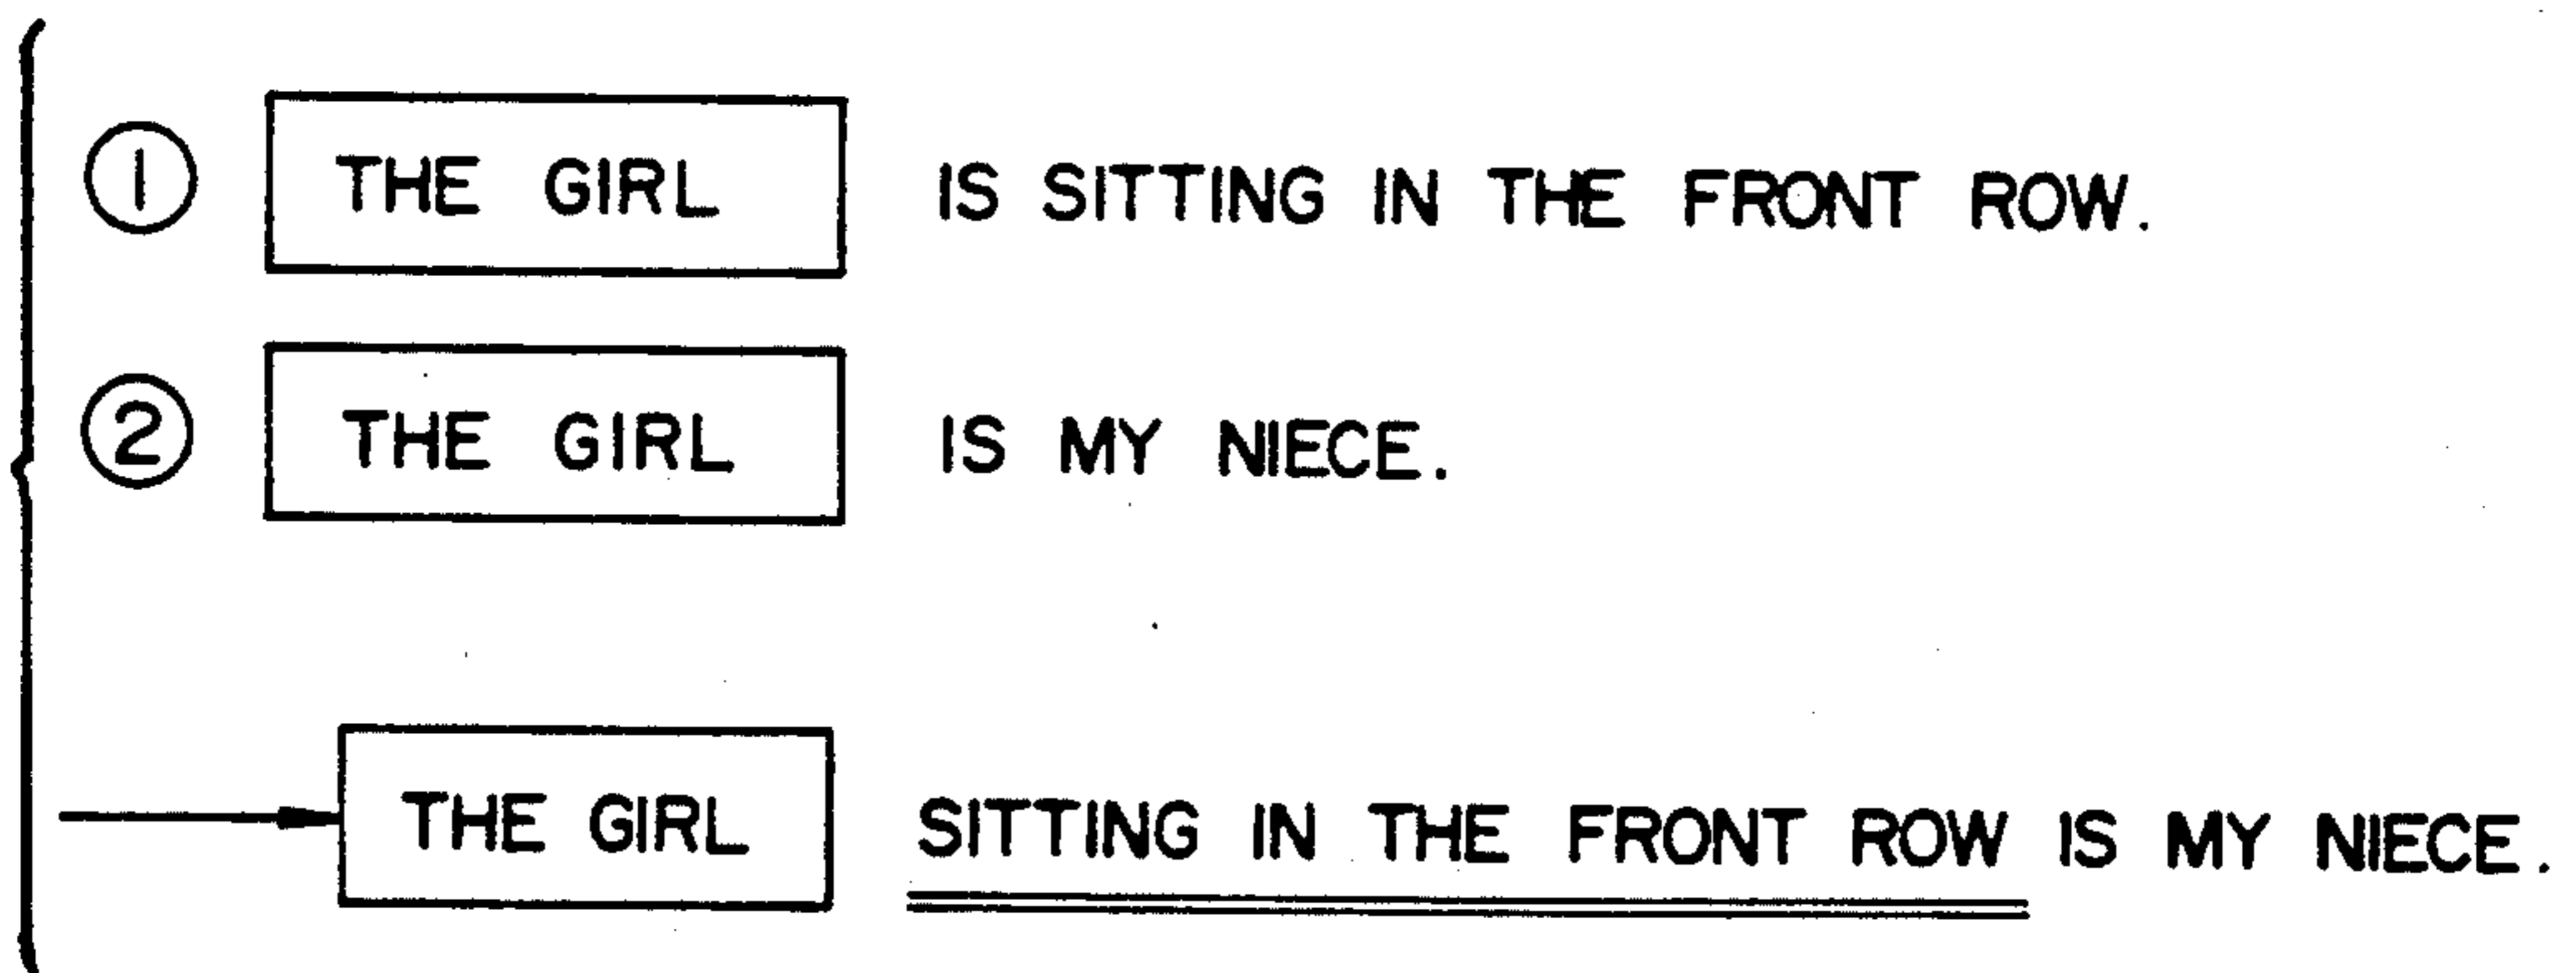 ① THE GIRL IS SITTING IN THE FRONT ROW.
② THE GIRL IS MY NIECE.
THE GIRL SITTING IN THE FRONT ROW IS MY NIECE.